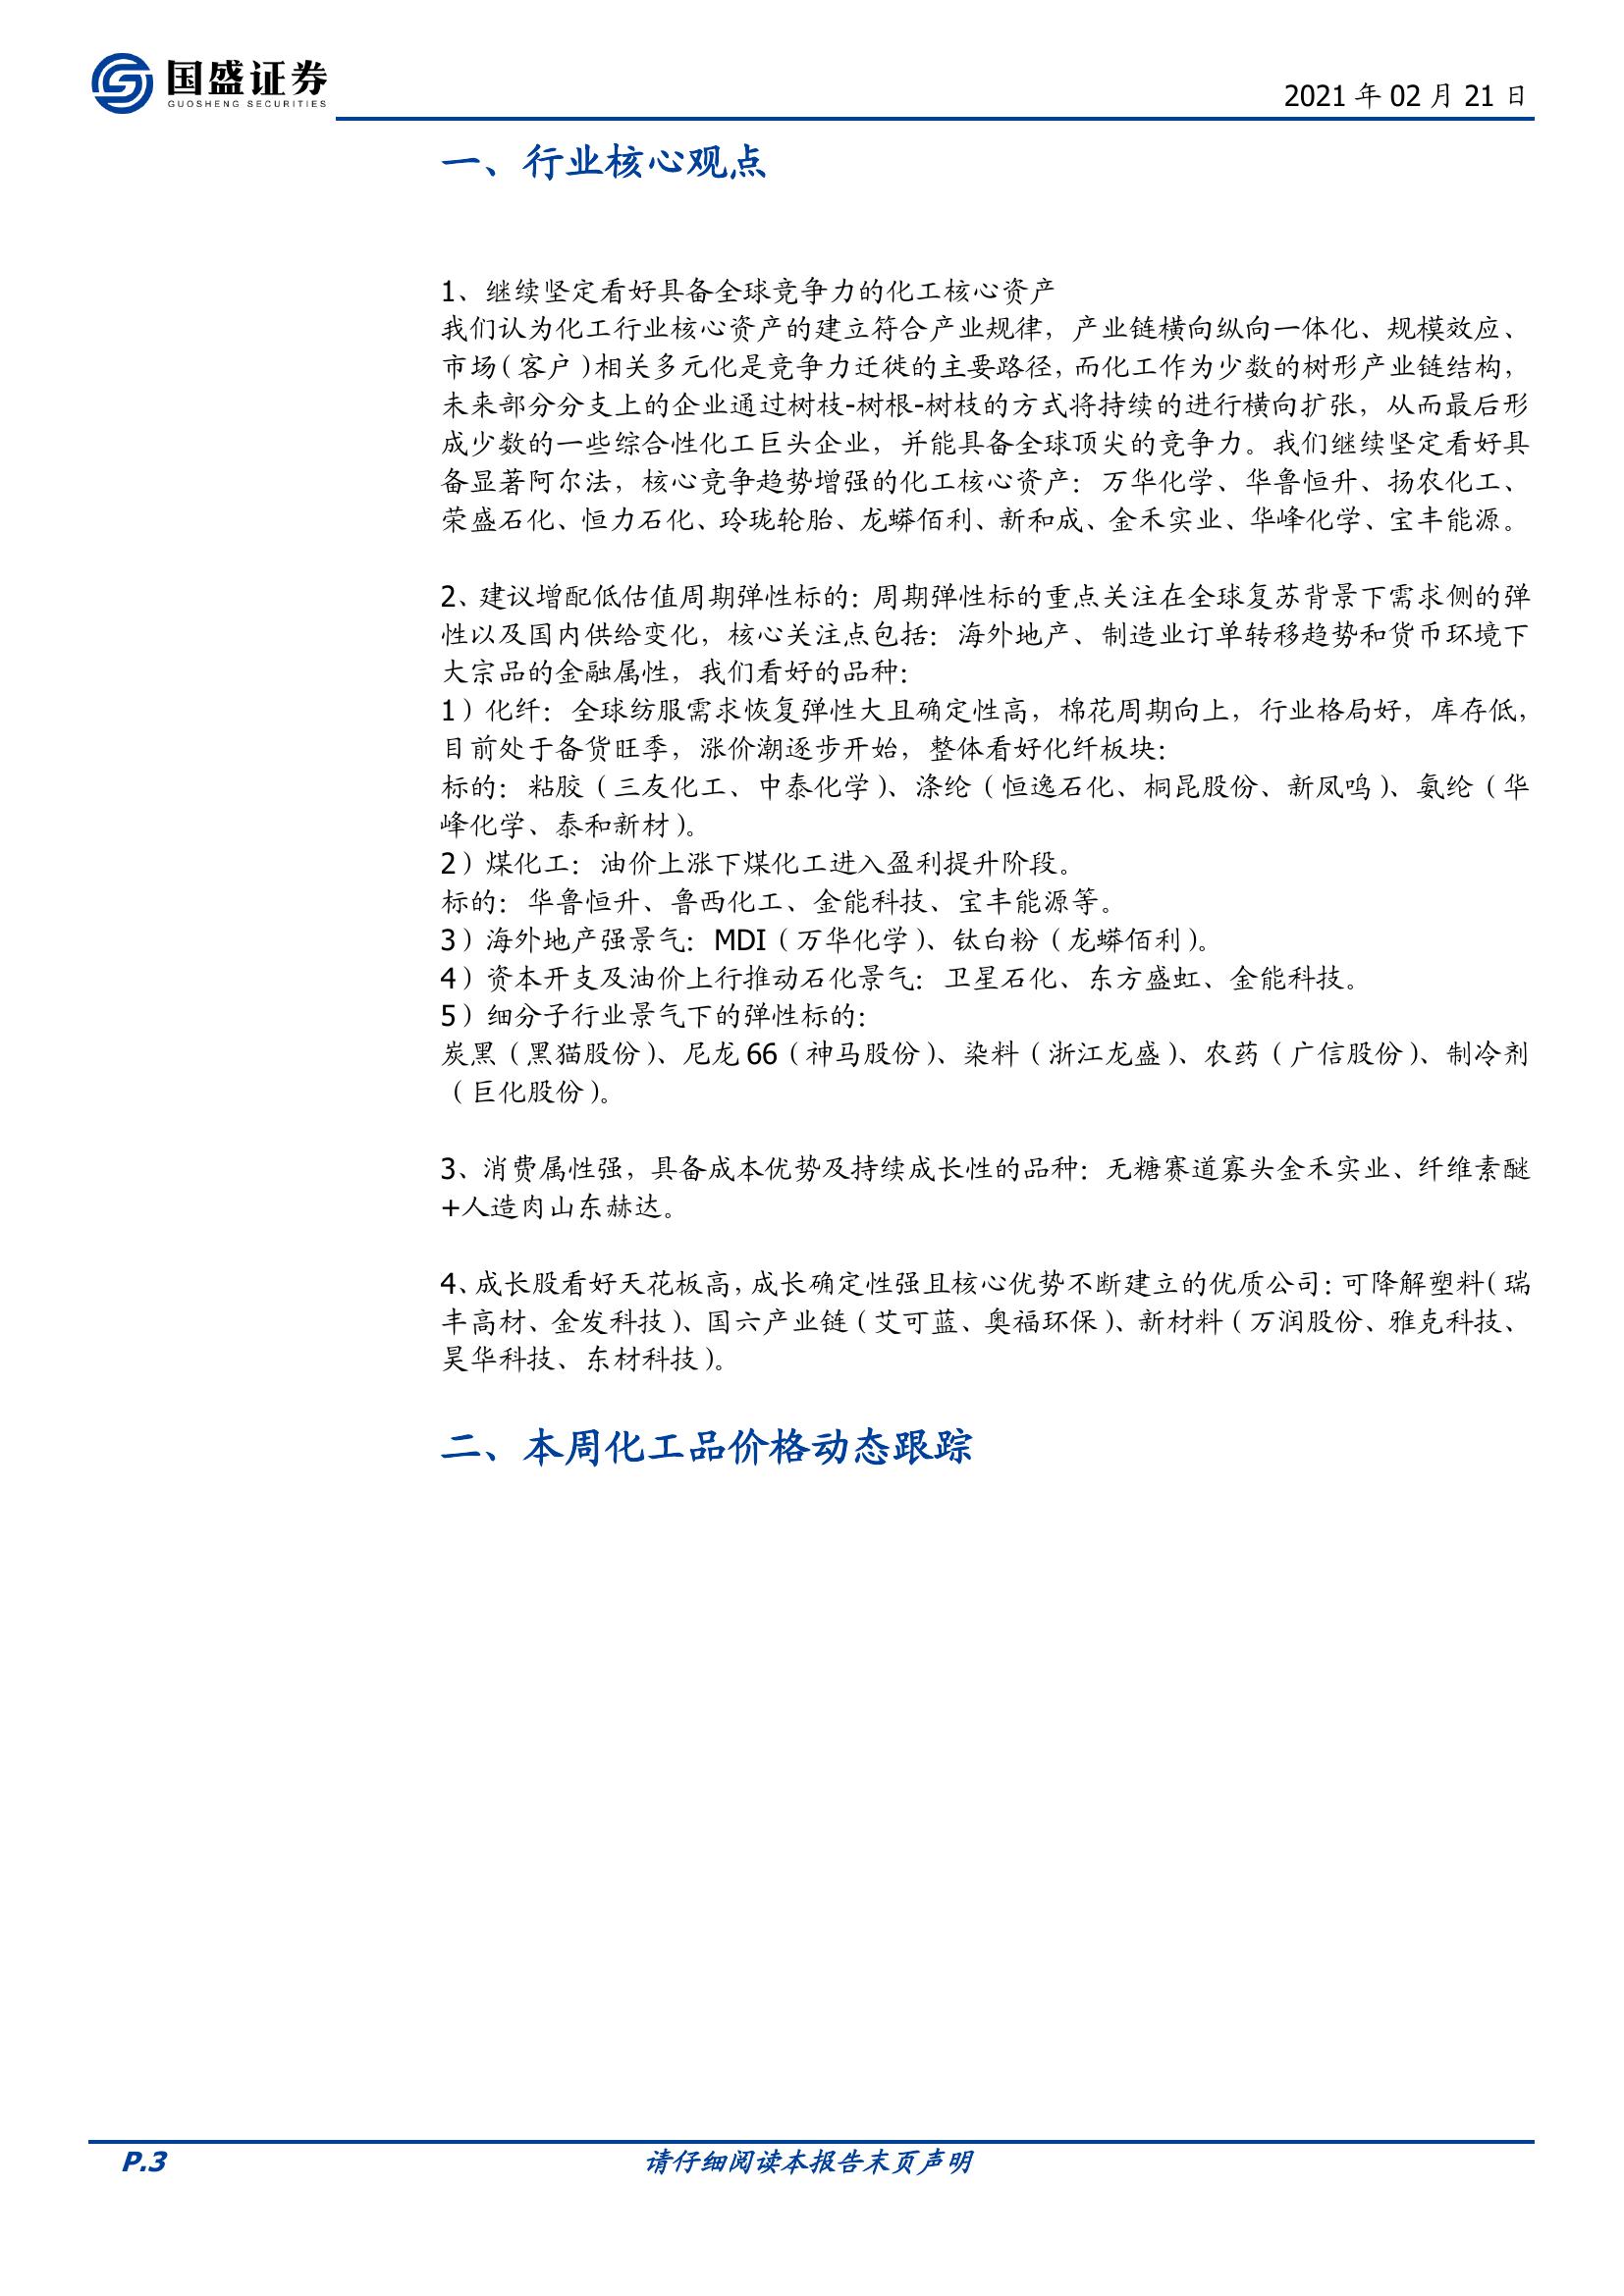 国盛证券
GUOSHENG SECURITIES
2021 年 02 月 21 日
一、行业核心观点
1、继续坚定看好具备全球竞争力的化工核心资产
我们认为化工行业核心资产的建立符合产业规律，产业链横向纵向一体化、规模效应、
市场（客户）相关多元化是竞争力迁徙的主要路径，而化工作为少数的树形产业链结构，
未来部分分支上的企业通过树枝-树根-树枝的方式将持续的进行横向扩张，从而最后形
成少数的一些综合性化工巨头企业，并能具备全球顶尖的竞争力。我们继续坚定看好具
备显著阿尔法，核心竞争趋势增强的化工核心资产：万华化学、华鲁恒升、扬农化工、
荣盛石化、恒力石化、玲珑轮胎、龙蟒佰利、新和成、金禾实业、华峰化学、宝丰能源。
2、建议增配低估值周期弹性标的：周期弹性标的重点关注在全球复苏背景下需求侧的弹
性以及国内供给变化，核心关注点包括：海外地产、制造业订单转移趋势和货币环境下
大宗品的金融属性，我们看好的品种：
1）化纤：全球纺服需求恢复弹性大且确定性高，棉花周期向上，行业格局好，库存低，
目前处于备货旺季，涨价潮逐步开始，整体看好化纤板块：
标的：粘胶（三友化工、中泰化学）、涤纶（恒逸石化、桐昆股份、新凤鸣）、氨纶（华
峰化学、泰和新材）。
2）煤化工：油价上涨下煤化工进入盈利提升阶段。
标的：华鲁恒升、鲁西化工、金能科技、宝丰能源等。
3）海外地产强景气：MDI（万华化学）、钛白粉（龙蟒佰利）。
4）资本开支及油价上行推动石化景气：卫星石化、东方盛虹、金能科技。
5）细分子行业景气下的弹性标的：
炭黑（黑猫股份）、尼龙 66（神马股份）、染料（浙江龙盛）、农药（广信股份）、制冷剂
（巨化股份）。
3、消费属性强，具备成本优势及持续成长性的品种：无糖赛道寡头金禾实业、纤维素醚
+人造肉山东赫达。
4、成长股看好天花板高，成长确定性强且核心优势不断建立的优质公司：可降解塑料（瑞
丰高材、金发科技）、国六产业链（艾可蓝、奥福环保）、新材料（万润股份、雅克科技、
昊华科技、东材科技）。
二、本周化工品价格动态跟踪
P.3
请仔细阅读本报告末页声明